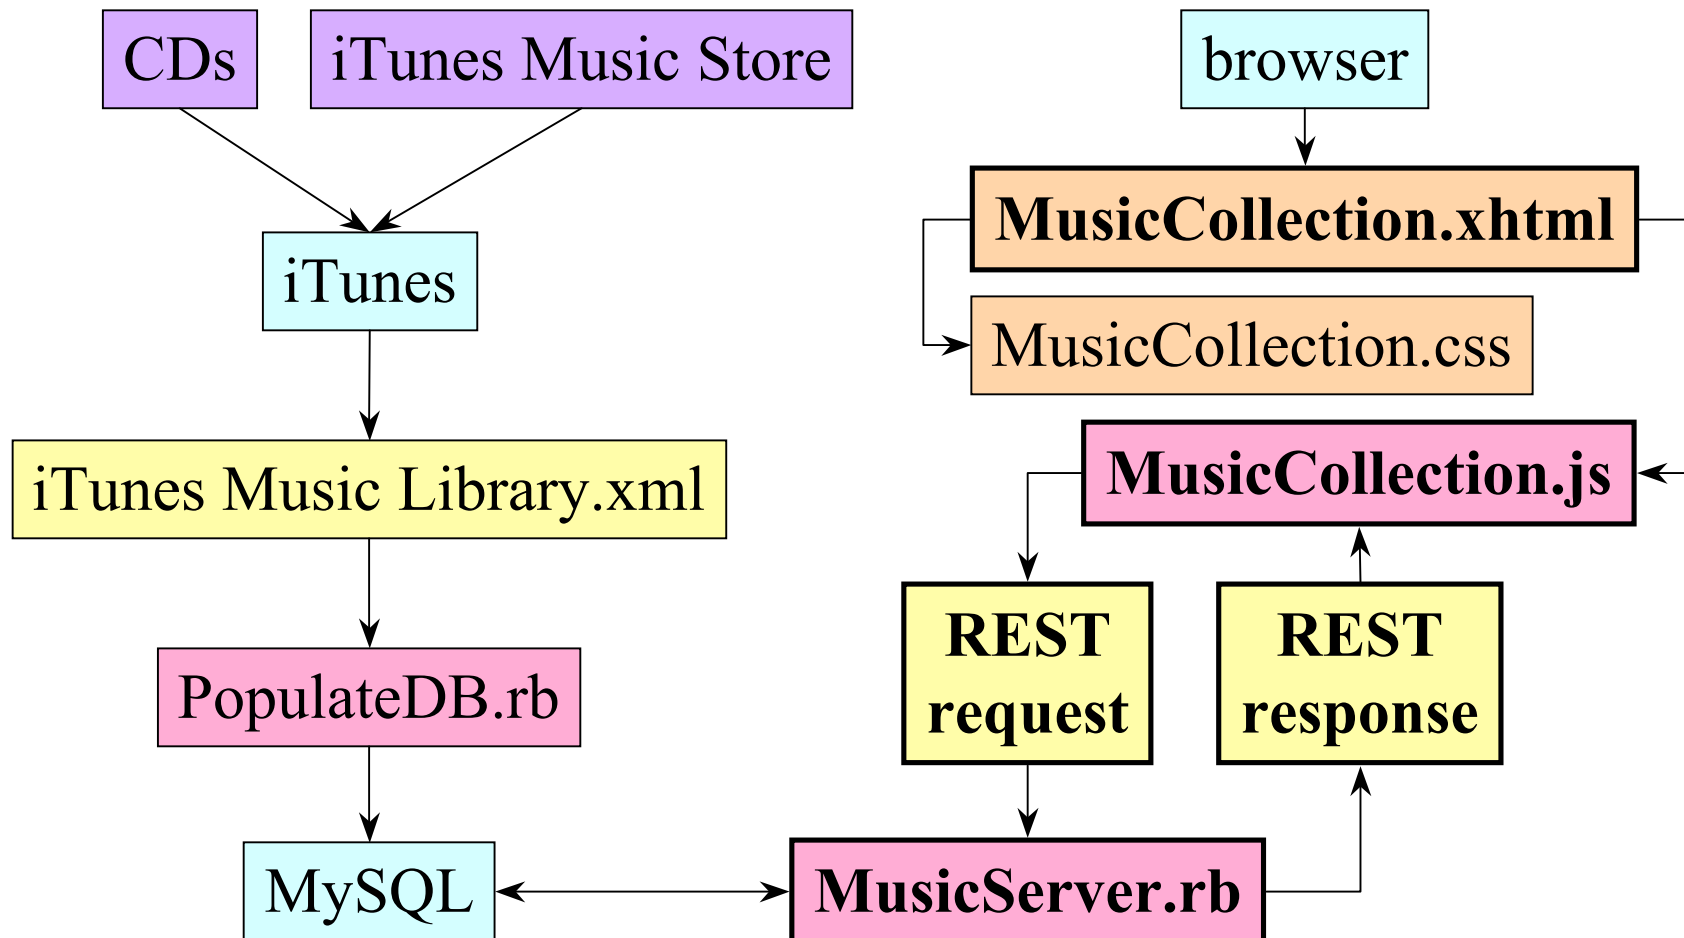 CDs
iTunes Music Store
browser
MusicCollection.xhtml
iTunes
MusicCollection.css
iTunes Music Library.xml
MusicCollection.js
REST
request
REST
response
PopulateDB.rb
MySQL
MusicServer.rb